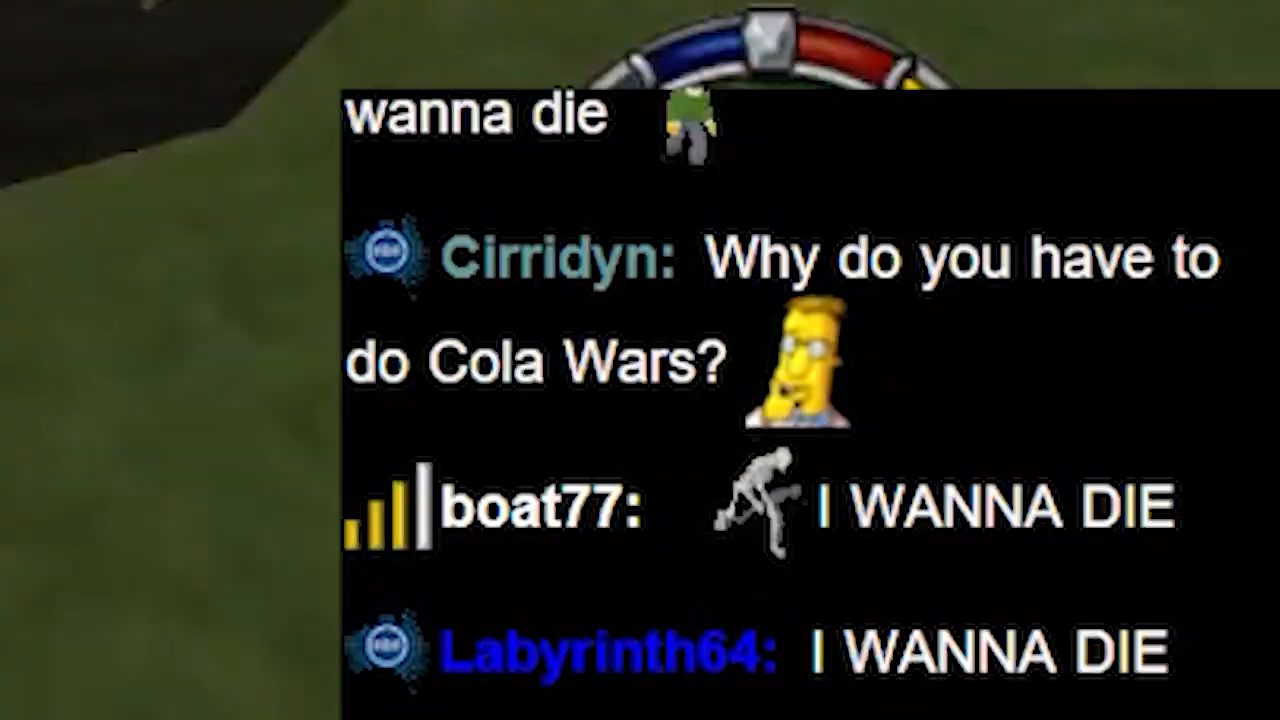 wanna die
Cirridyn: Why do you have to
do Cola Wars?
boat77: I WANNA DIE
Labyrinth64: I WANNA DIE